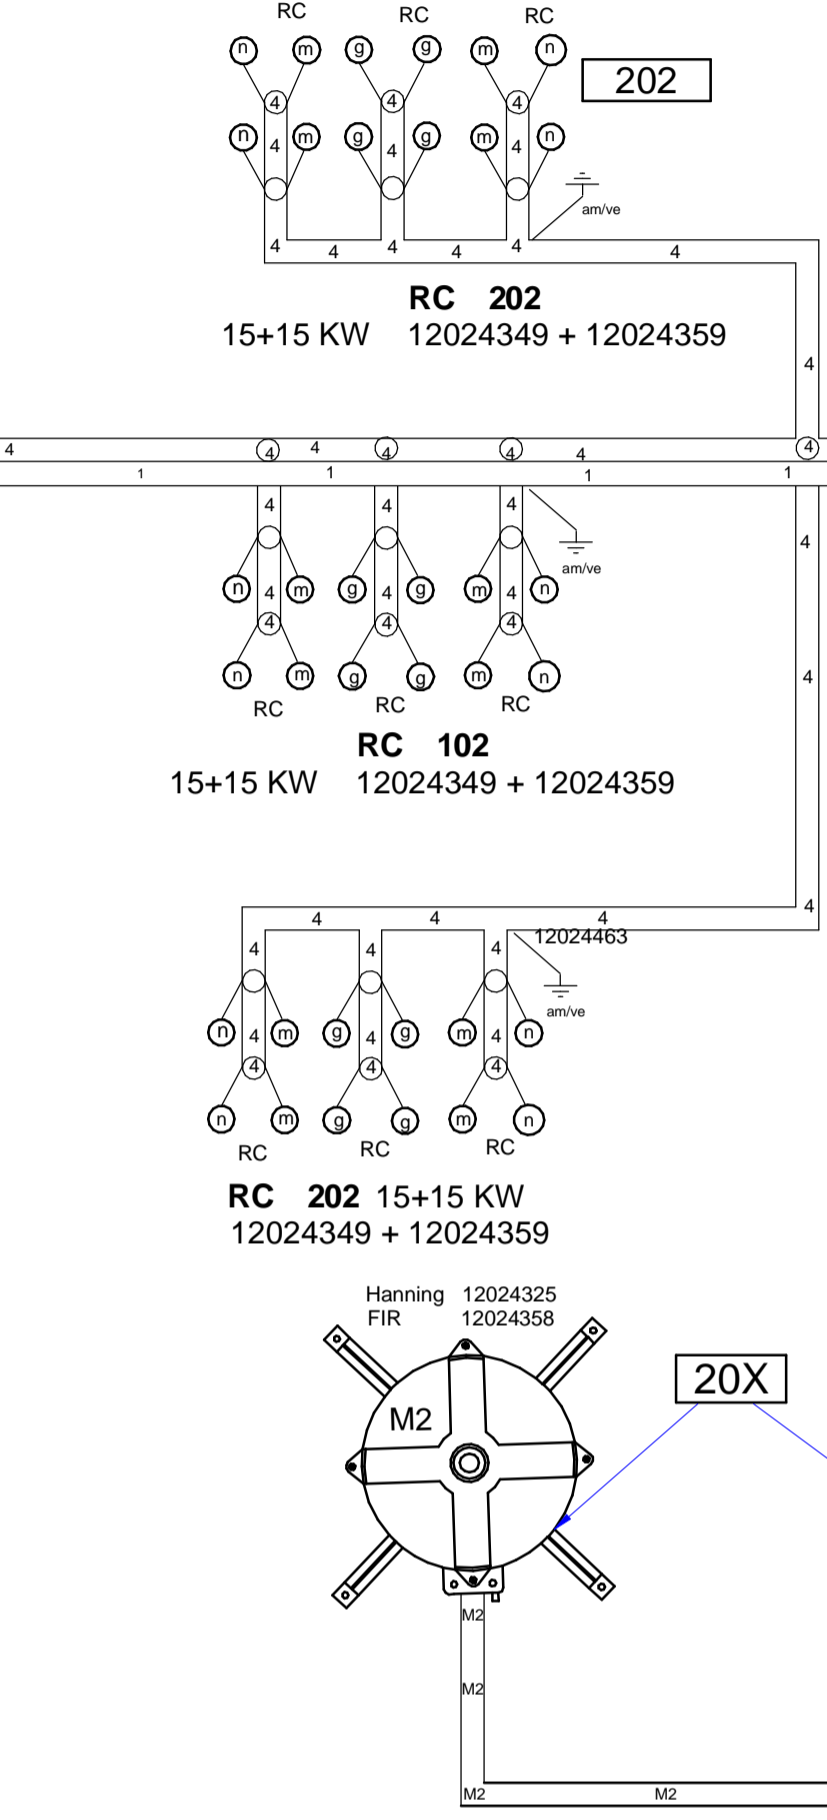 RC RC RC
n m g g m n
202
4 4 4
n m g g m n
4 4 4
am/ve
4 4 4 4 4 4
RC 202
15+15 KW 12024349 + 12024359
4
4 4 4 4 4 4 4 4
1 1 1 1
4 4 4 4
am/ve
n m g g m n
4 4 4
4 4 4
n m g g m n
4
RC RC RC
RC 102
15+15 KW 12024349 + 12024359
4
4 4 4
12024463
4 4 4
am/ve
n m g g m n
4 4 4
4 4 4
n m g g m n
RC RC RC
RC 202 15+15 KW
12024349 + 12024359
Hanning 12024325
FIR 12024358
20X
M2
M2
M2
M2 M2